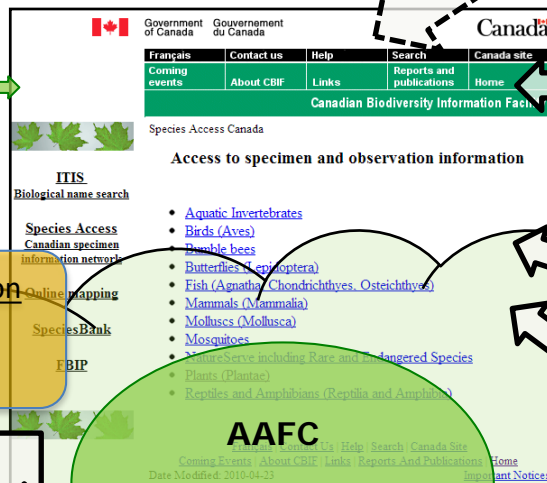 Government Gouvernement
of Canada du Canada
Canada
Français Contact us Help Search Canada site
Coming events About CBIF Links Reports and publications Home
Canadian Biodiversity Information
Species Access Canada
Access to specimen and observation information
ITIS
Biological name search
Species Access
Canadian specimen
information network
on
Online mapping
SpeciesBank
FBIP
• Aquatic Invertebrates
• Birds (Aves)
• Bumble bees
• Butterflies (Lepidoptera)
• Fish (Agnatha, Chondrichthyes, Osteichthyes)
• Mammals (Mammalia)
• Molluscs (Mollusca)
• Mosquitoes
• NatureServe including Rare and Endangered Species
• Plants (Plantae)
• Reptiles and Amphibians (Reptilia and Amphibia)
AAFC
Français | Contact Us | Help | Search | Canada Site
Coming Events | About CBIF | Links | Reports And Publications | Home
Date Modified: 2010-04-23 Important Notices